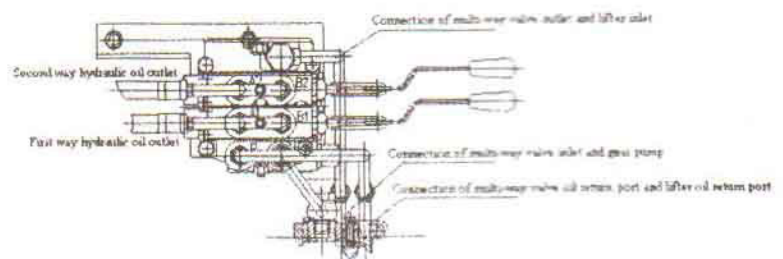 Connection of multi-way valve outlet and lifter inlet
Second way hydraulic oil outlet
B2
B1
First way hydraulic oil outlet
Connection of multi-way valve inlet and gear pump
Connection of multi-way valve oil return port and lifter oil return port